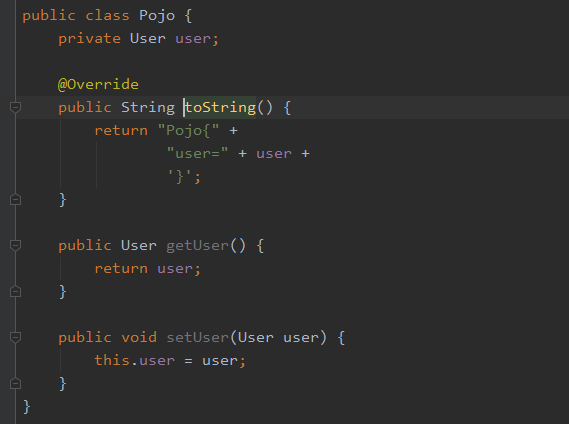 public class Pojo {
    private User user;

    @Override
    public String toString() {
        return "Pojo{" +
                "user=" + user +
                '}';
    }

    public User getUser() {
        return user;
    }

    public void setUser(User user) {
        this.user = user;
    }
}